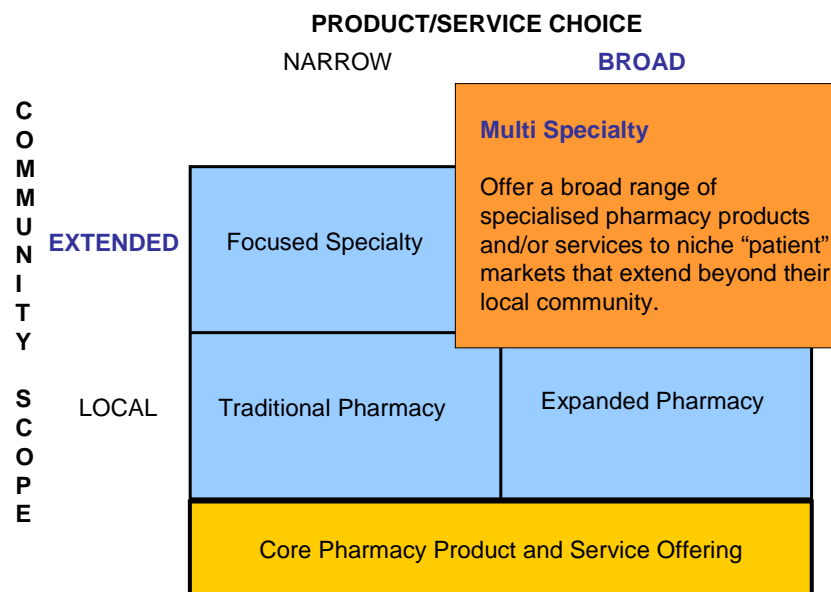 PRODUCT/SERVICE CHOICE
NARROW
BROAD
COMMUNITY SCOPE
Multi Specialty
Offer a broad range of
specialised pharmacy products
and/or services to niche “patient”
markets that extend beyond their
local community.
EXTENDED
Focused Specialty
LOCAL
Traditional Pharmacy
Expanded Pharmacy
Core Pharmacy Product and Service Offering